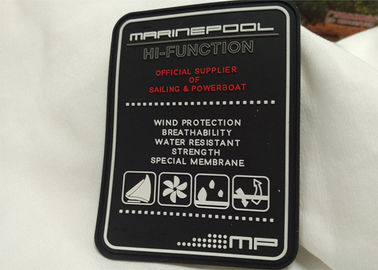 MARINEPOOL
HI-FUNCTION
OFFICIAL SUPPLIER
OF
SAILING & POWERBOAT
WIND PROTECTION
BREATHABILITY
WATER RESISTANT
STRENGTH
SPECIAL MEMBRANE
MP